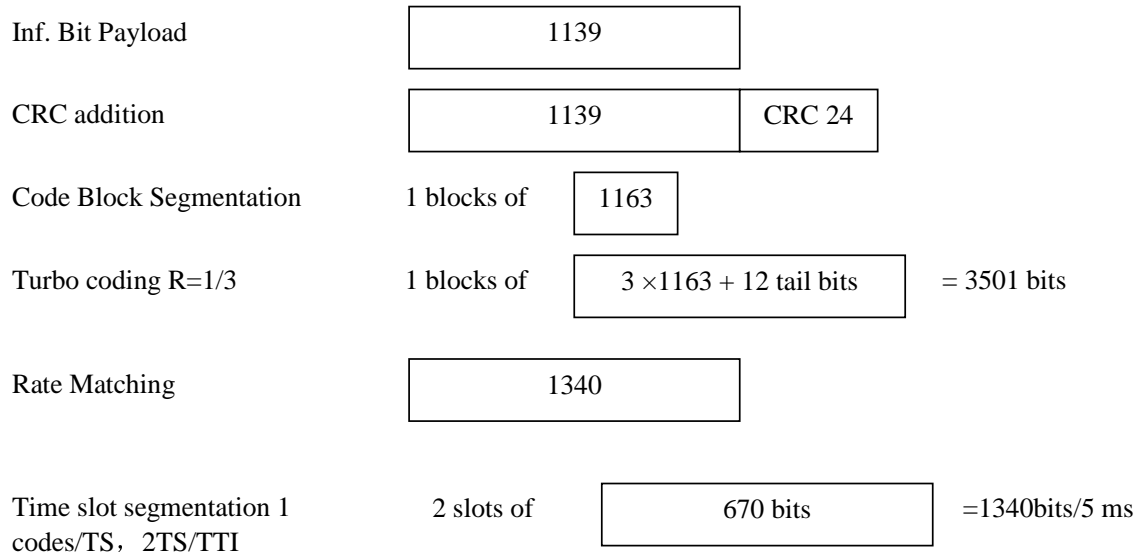 Inf. Bit Payload 1139
CRC addition 1139 CRC 24
Code Block Segmentation 1 blocks of 1163
Turbo coding R=1/3 1 blocks of 3 ×1163 + 12 tail bits = 3501 bits
Rate Matching 1340
Time slot segmentation 1 2 slots of 670 bits =1340bits/5 ms
codes/TS，2TS/TTI